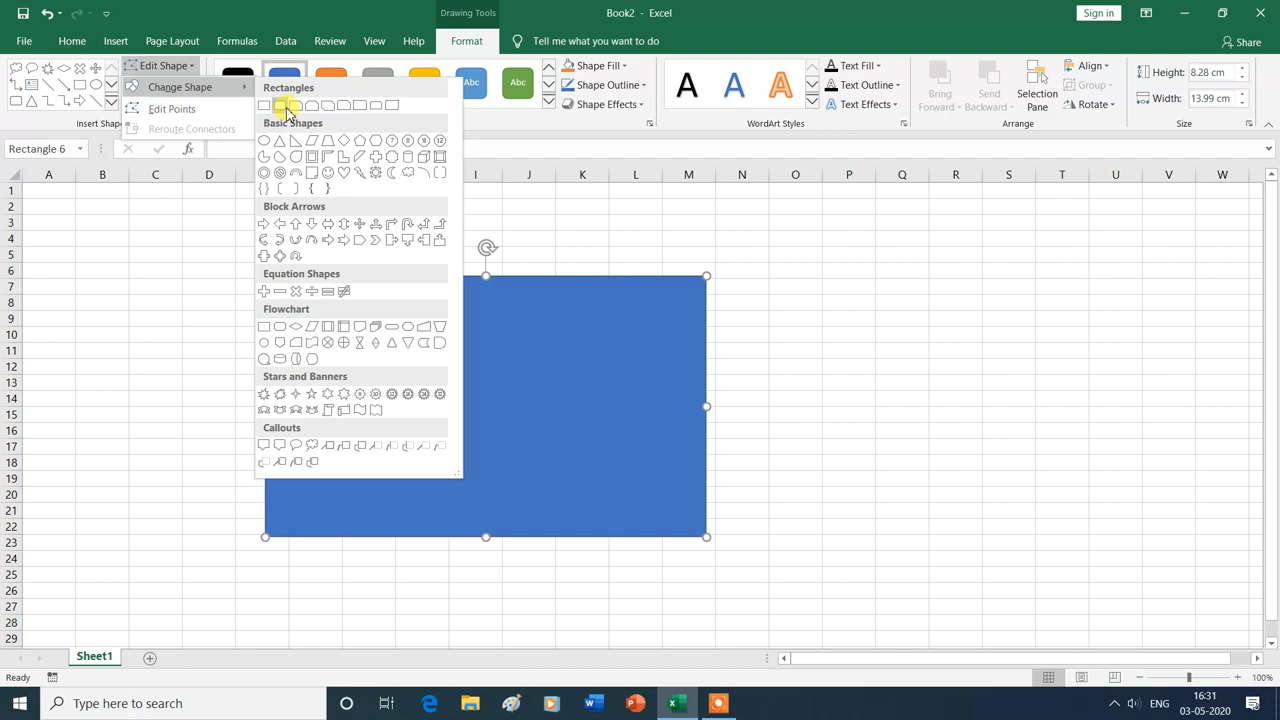 Drawing Tools
Book2 - Excel
Sign in
File Home Insert Page Layout Formulas Data Review View Help Format Tell me what you want to do Share
Edit Shape
Change Shape
Edit Points
Reroute Connectors
Insert Shap
Abc Abc
Shape Fill
Shape Outline
Shape Effects
A A A
Text Fill
Text Outline
Text Effects
WordArt Styles
Bring Forward
Send Backward
Selection Pane
Align
Group
Rotate
Arrange
Height: 8.28 cm
Width: 13.99 cm
Size
Rectangle 6 fx
Rectangles
Basic Shapes
7 8 10 12
Block Arrows
Equation Shapes
Flowchart
Stars and Banners
Callouts
A B C D I J K L M N O P Q R S T U V W
1
2
3
4
5
6
7
8
9
10
11
12
13
14
15
16
17
18
19
20
21
22
23
24
25
26
27
28
29
Sheet1
Ready
100%
Type here to search
ENG
16:31
03-05-2020